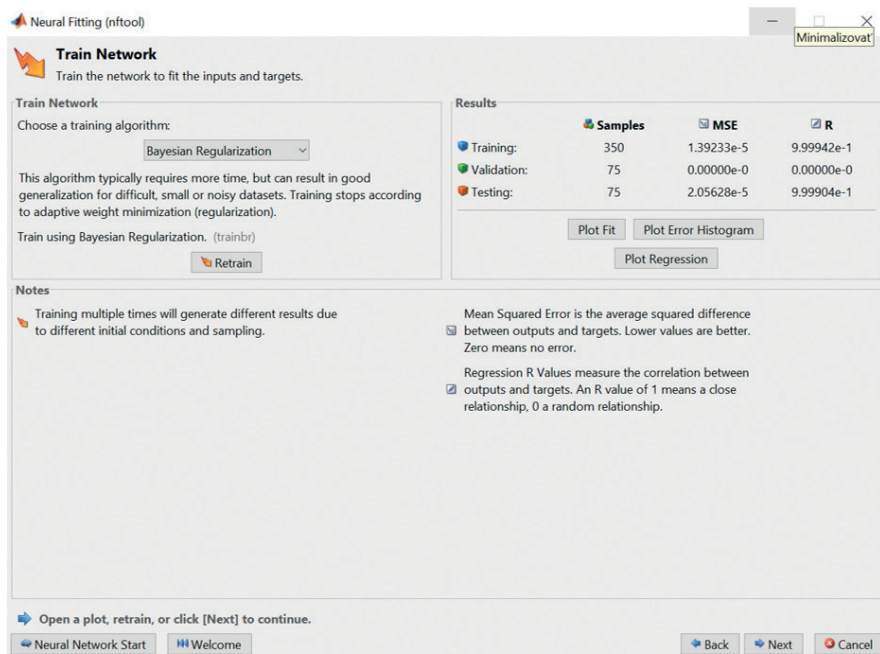 Neural Fitting (nftool)
Minimalizovať
Train Network
Train the network to fit the inputs and targets.
Train Network
Choose a training algorithm:
Bayesian Regularization
This algorithm typically requires more time, but can result in good
generalization for difficult, small or noisy datasets. Training stops according
to adaptive weight minimization (regularization).
Train using Bayesian Regularization. (trainbr)
Retrain
Results
Samples MSE R
Training: 350 1.39233e-5 9.99942e-1
Validation: 75 0.00000e-0 0.00000e-0
Testing: 75 2.05628e-5 9.99904e-1
Plot Fit Plot Error Histogram
Plot Regression
Notes
Training multiple times will generate different results due
to different initial conditions and sampling.
Mean Squared Error is the average squared difference
between outputs and targets. Lower values are better.
Zero means no error.
Regression R Values measure the correlation between
outputs and targets. An R value of 1 means a close
relationship, 0 a random relationship.
Open a plot, retrain, or click [Next] to continue.
Neural Network Start Welcome Back Next Cancel